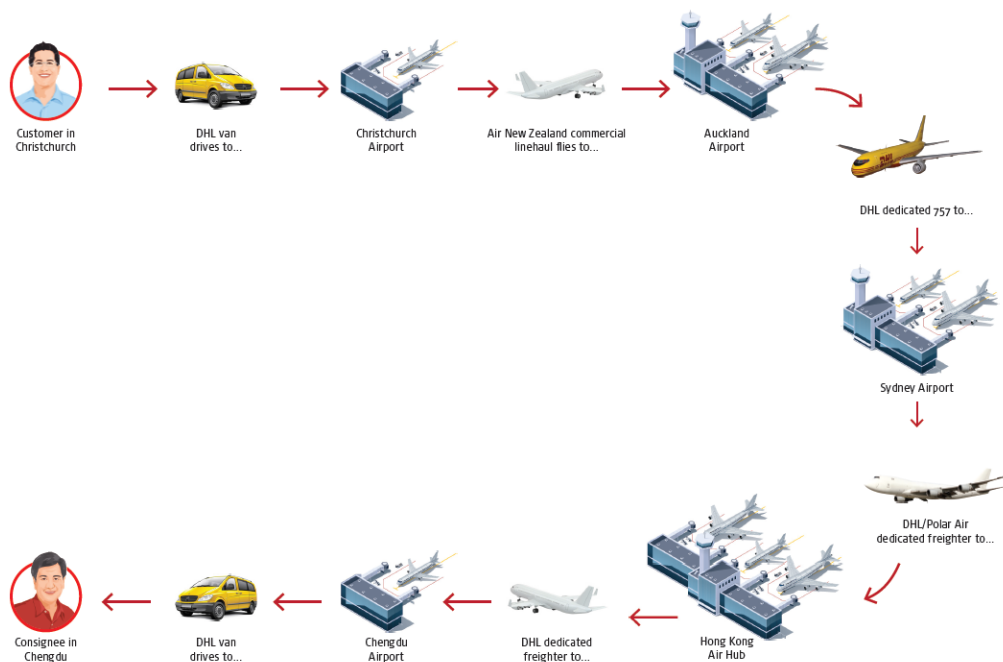 Customer in
Christchurch
DHL van
drives to...
Christchurch
Airport
Air New Zealand commercial
linehaul flies to...
Auckland
Airport
DHL
DHL dedicated 757 to...
Sydney Airport
DHL/Polar Air
dedicated freighter to...
Hong Kong
Air Hub
DHL dedicated
freighter to...
Chengdu
Airport
DHL van
drives to...
Consignee in
Chengdu